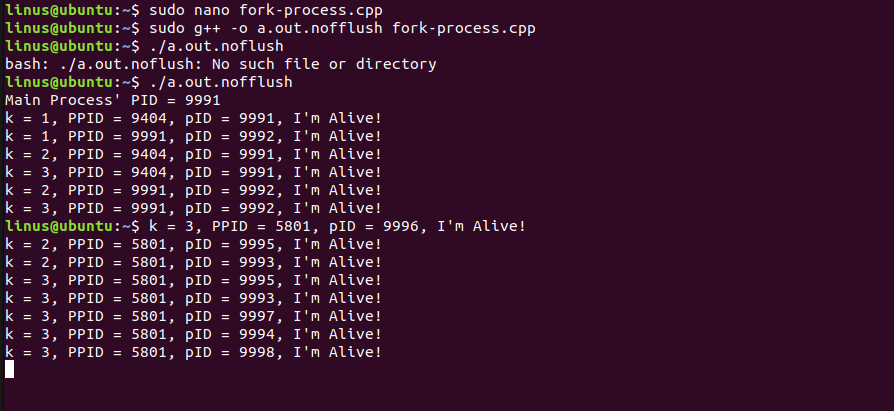 linus@ubuntu:~$ sudo nano fork-process.cpp
linus@ubuntu:~$ sudo g++ -o a.out.nofflush fork-process.cpp
linus@ubuntu:~$ ./a.out.noflush
bash: ./a.out.noflush: No such file or directory
linus@ubuntu:~$ ./a.out.nofflush
Main Process' PID = 9991
k = 1, PPID = 9404, pID = 9991, I'm Alive!
k = 1, PPID = 9991, pID = 9992, I'm Alive!
k = 2, PPID = 9404, pID = 9991, I'm Alive!
k = 3, PPID = 9404, pID = 9991, I'm Alive!
k = 2, PPID = 9991, pID = 9992, I'm Alive!
k = 3, PPID = 9991, pID = 9992, I'm Alive!
linus@ubuntu:~$ k = 3, PPID = 5801, pID = 9996, I'm Alive!
k = 2, PPID = 5801, pID = 9995, I'm Alive!
k = 2, PPID = 5801, pID = 9993, I'm Alive!
k = 3, PPID = 5801, pID = 9995, I'm Alive!
k = 3, PPID = 5801, pID = 9993, I'm Alive!
k = 3, PPID = 5801, pID = 9997, I'm Alive!
k = 3, PPID = 5801, pID = 9994, I'm Alive!
k = 3, PPID = 5801, pID = 9998, I'm Alive!